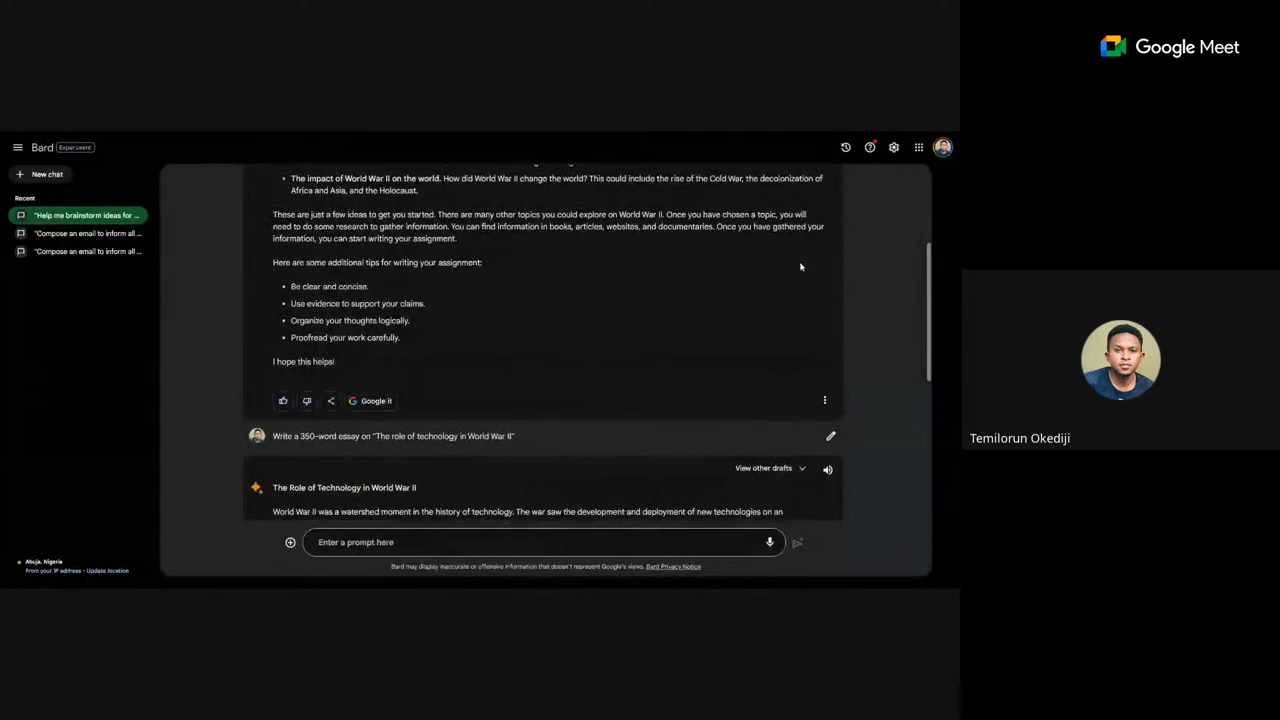 Google Meet
Bard Experiment
New chat
Recent
"Help me brainstorm ideas for ...
"Compose an email to inform all ...
"Compose an email to inform all ...
• The impact of World War II on the world. How did World War II change the world? This could include the rise of the Cold War, the decolonization of
Africa and Asia, and the Holocaust.
These are just a few ideas to get you started. There are many other topics you could explore on World War II. Once you have chosen a topic, you will
need to do some research to gather information. You can find information in books, articles, websites, and documentaries. Once you have gathered your
information, you can start writing your assignment.
Here are some additional tips for writing your assignment:
• Be clear and concise.
• Use evidence to support your claims.
• Organize your thoughts logically.
• Proofread your work carefully.
I hope this helps!
Google it
Write a 350-word essay on "The role of technology in World War II"
View other drafts
The Role of Technology in World War II
World War II was a watershed moment in the history of technology. The war saw the development and deployment of new technologies on an
Enter a prompt here
Bard may display inaccurate or offensive information that doesn't represent Google's views. Bard Privacy Notice
Abuja, Nigeria
From your IP address • Update location
Temilorun Okediji